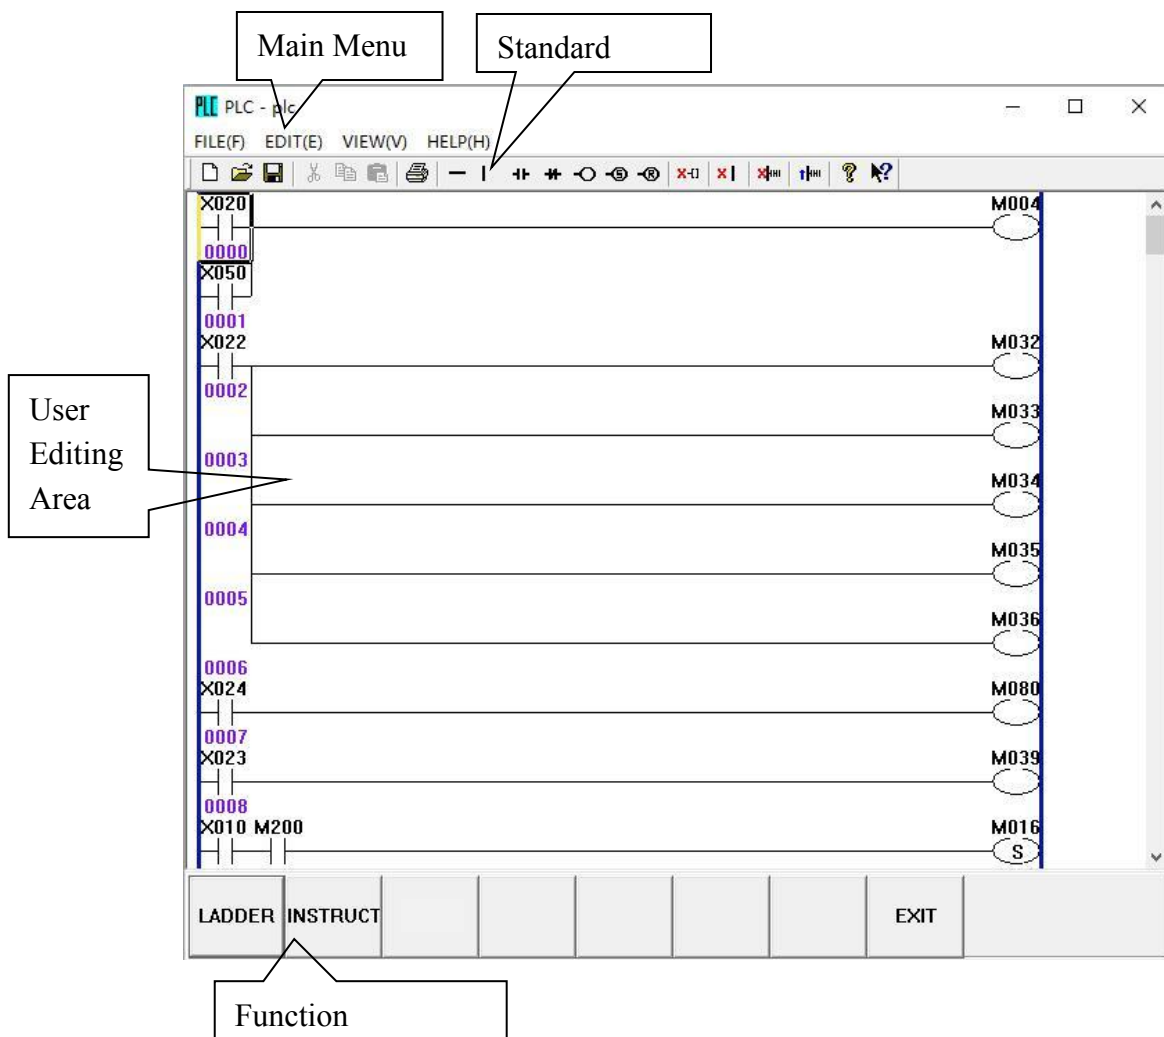 Main Menu
Standard
PLC PLC - plc
FILE(F) EDIT(E) VIEW(V) HELP(H)
X020 M004
0000
X050
0001
X022 M032
0002
M033
User
Editing
Area
0003
M034
0004
M035
0005
M036
0006
X024 M080
0007
X023 M039
0008
X010 M200 M016
S
LADDER INSTRUCT EXIT
Function